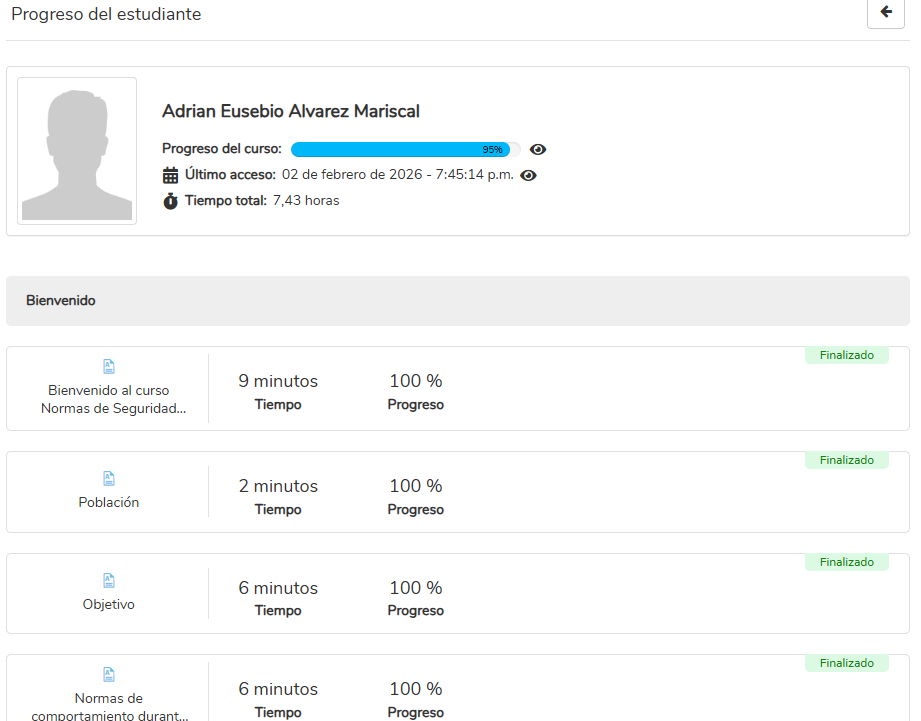 Progreso del estudiante
Adrian Eusebio Alvarez Mariscal
Progreso del curso: 95%
Último acceso: 02 de febrero de 2026 - 7:45:14 p.m.
Tiempo total: 7,43 horas
Bienvenido
Finalizado
Bienvenido al curso
Normas de Seguridad...
9 minutos
Tiempo
100 %
Progreso
Finalizado
Población
2 minutos
Tiempo
100 %
Progreso
Finalizado
Objetivo
6 minutos
Tiempo
100 %
Progreso
Finalizado
Normas de
comportamiento durant...
6 minutos
Tiempo
100 %
Progreso